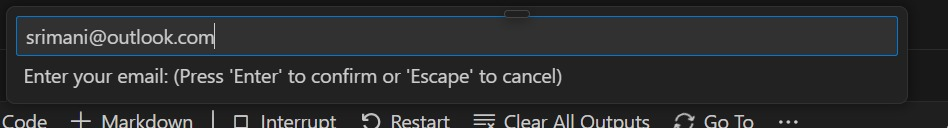 srimani@outlook.com
Enter your email: (Press 'Enter' to confirm or 'Escape' to cancel)
Code + Markdown | Interrupt Restart Clear All Outputs Go To ...